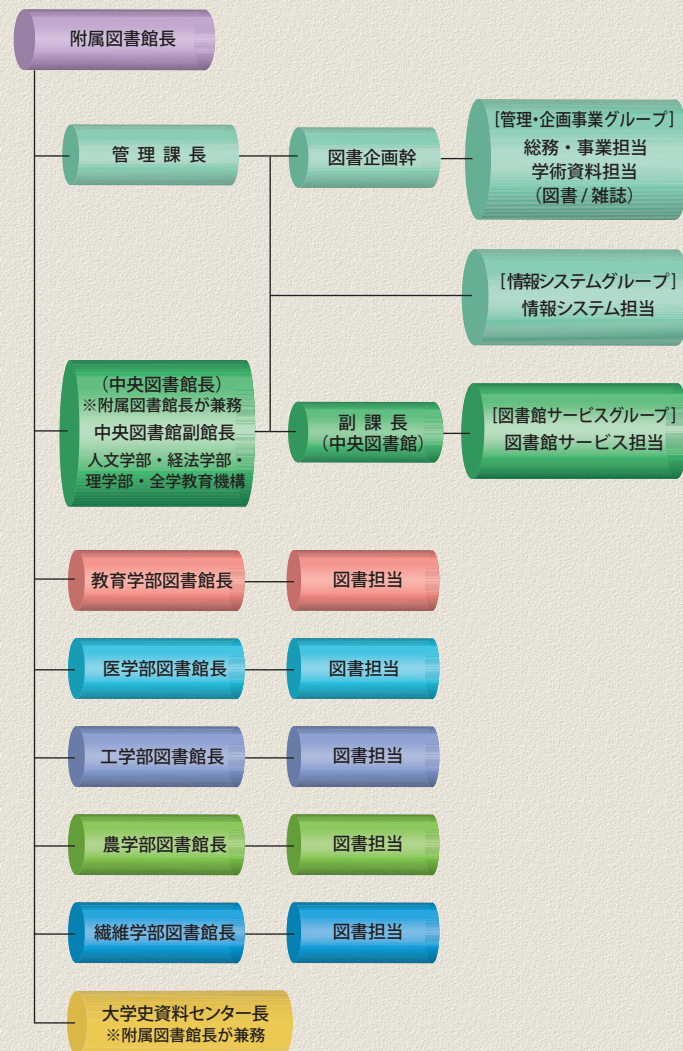 附属図書館長
管理課長
図書企画幹
[管理・企画事業グループ]
総務・事業担当
学術資料担当
(図書 / 雑誌)
[情報システムグループ]
情報システム担当
(中央図書館長)
※附属図書館長が兼務
中央図書館副館長
人文学部・経法学部・
理学部・全学教育機構
副課長
(中央図書館)
[図書館サービスグループ]
図書館サービス担当
教育学部図書館長
図書担当
医学部図書館長
図書担当
工学部図書館長
図書担当
農学部図書館長
図書担当
繊維学部図書館長
図書担当
大学史資料センター長
※附属図書館長が兼務